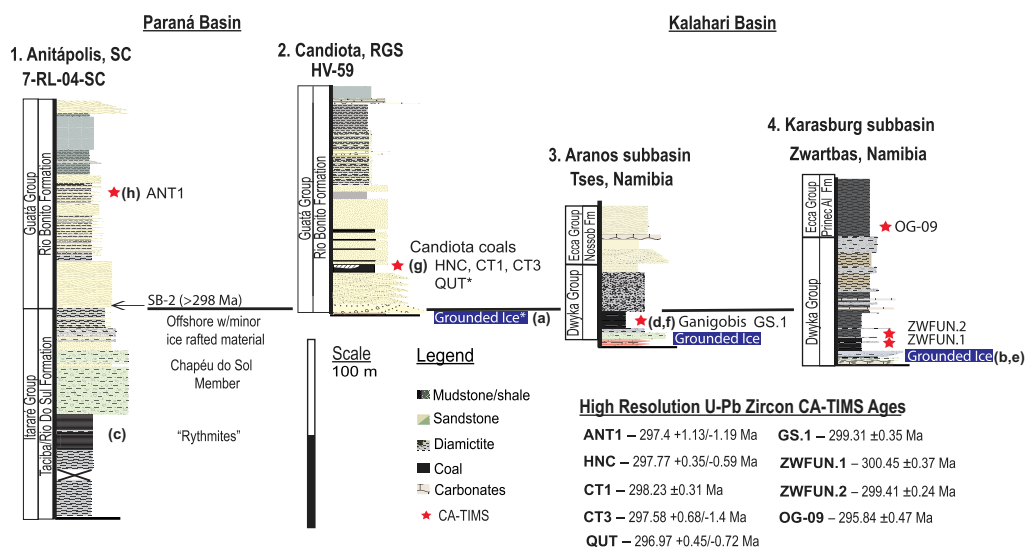 Paraná Basin
Kalahari Basin
1. Anitápolis, SC
7-RL-04-SC
2. Candiota, RGS
HV-59
3. Aranos subbasin
Tses, Namibia
4. Karasburg subbasin
Zwartbas, Namibia
Guatá Group
Rio Bonito Formation
Itararé Group
Taciba/Rio Do Sul Formation
(h) ANT1
SB-2 (>298 Ma)
Offshore w/minor
ice rafted material
Chapéu do Sol
Member
(c)
“Rythmites”
Guatá Group
Rio Bonito Formation
Candiota coals
(g) HNC, CT1, CT3
QUT*
Grounded Ice* (a)
Scale
100 m
Legend
Mudstone/shale
Sandstone
Diamictite
Coal
Carbonates
CA-TIMS
Ecca Group
Nossob Fm
Dwyka Group
(d,f) Ganigobis GS.1
Grounded Ice
Ecca Group
Prinec Al Fm
Dwyka Group
OG-09
ZWFUN.2
ZWFUN.1
Grounded Ice (b,e)
High Resolution U-Pb Zircon CA-TIMS Ages
ANT1 – 297.4 +1.13/-1.19 Ma
HNC – 297.77 +0.35/-0.59 Ma
CT1 – 298.23 ±0.31 Ma
CT3 – 297.58 +0.68/-1.4 Ma
QUT – 296.97 +0.45/-0.72 Ma
GS.1 – 299.31 ±0.35 Ma
ZWFUN.1 – 300.45 ±0.37 Ma
ZWFUN.2 – 299.41 ±0.24 Ma
OG-09 – 295.84 ±0.47 Ma